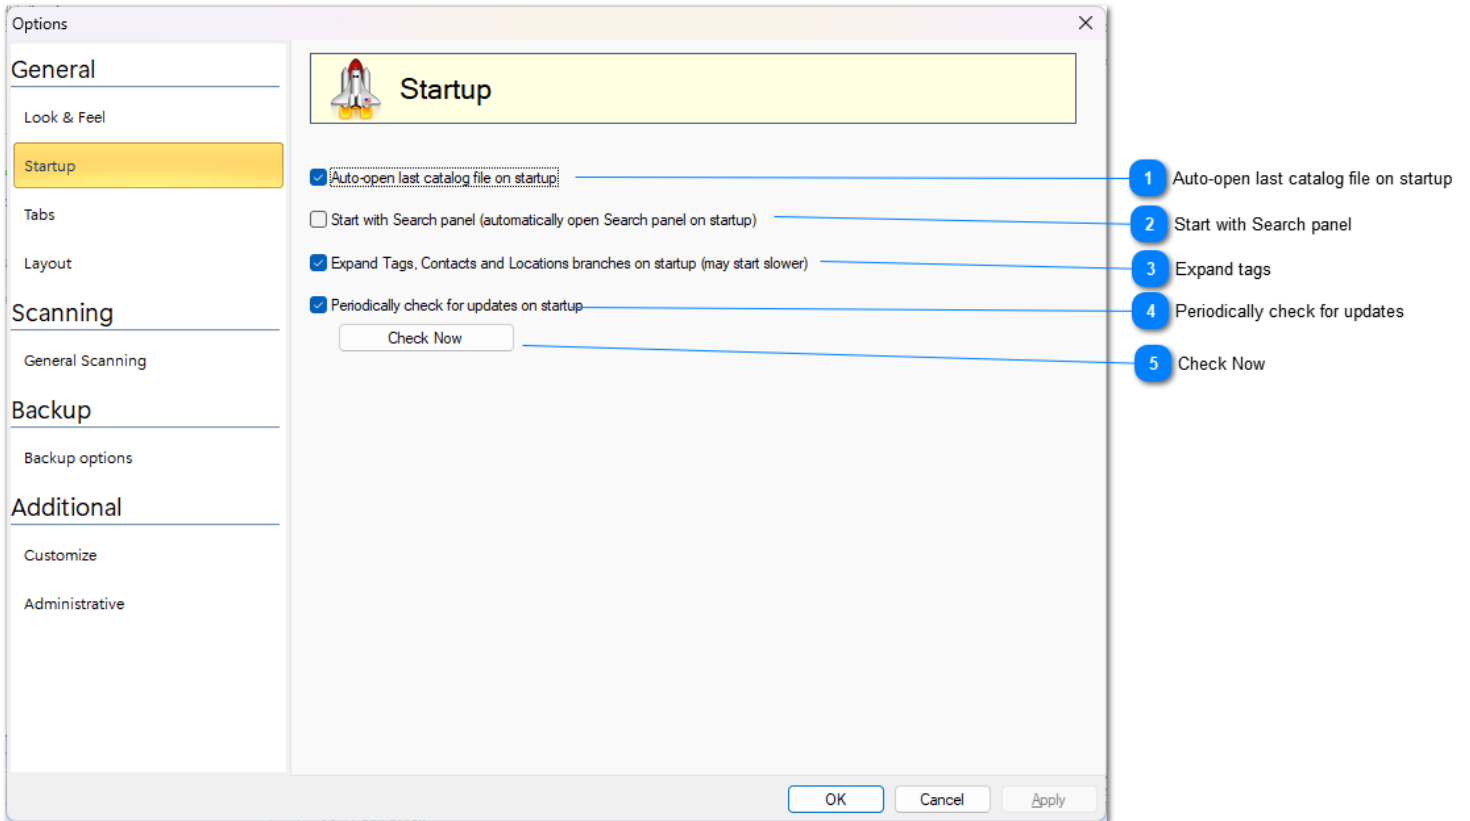 Options
General
Look & Feel
Startup
Tabs
Layout
Scanning
General Scanning
Backup
Backup options
Additional
Customize
Administrative
Startup
Auto-open last catalog file on startup
Start with Search panel (automatically open Search panel on startup)
Expand Tags, Contacts and Locations branches on startup (may start slower)
Periodically check for updates on startup
Check Now
OK Cancel Apply
1 Auto-open last catalog file on startup
2 Start with Search panel
3 Expand tags
4 Periodically check for updates
5 Check Now